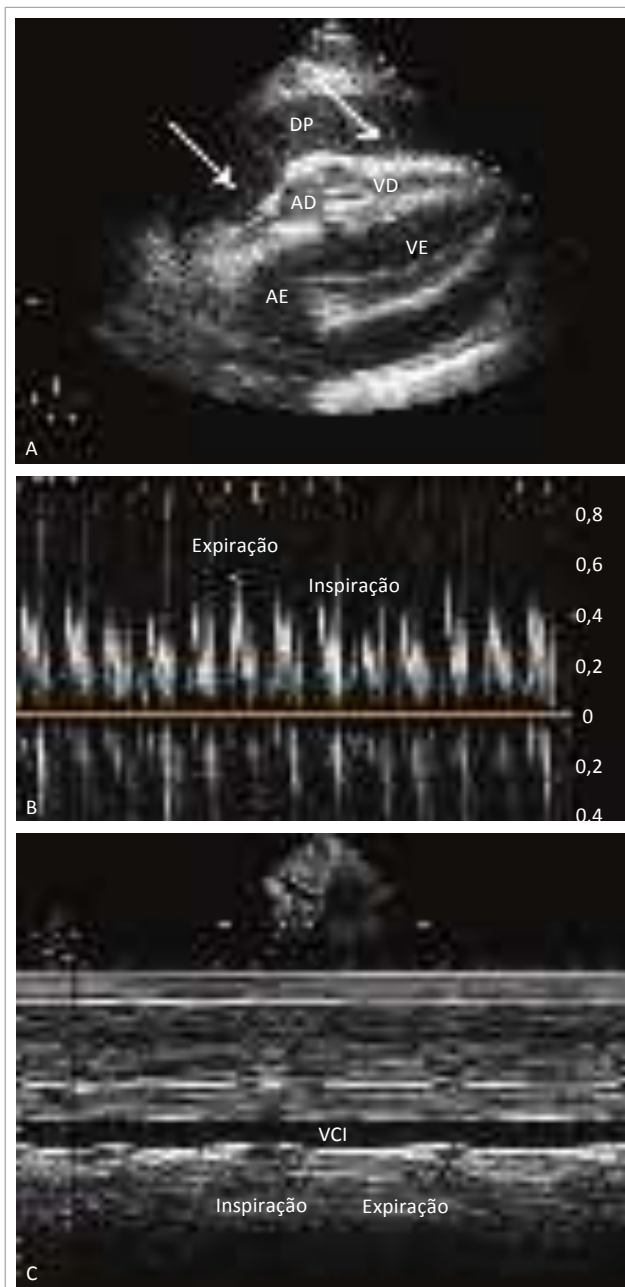 DP
VD
AD
VE
AE
A
0,8
Expiração
0,6
Inspiração
0,4
0,2
0
0,2
B
0,4
VCI
Inspiração Expiração
C